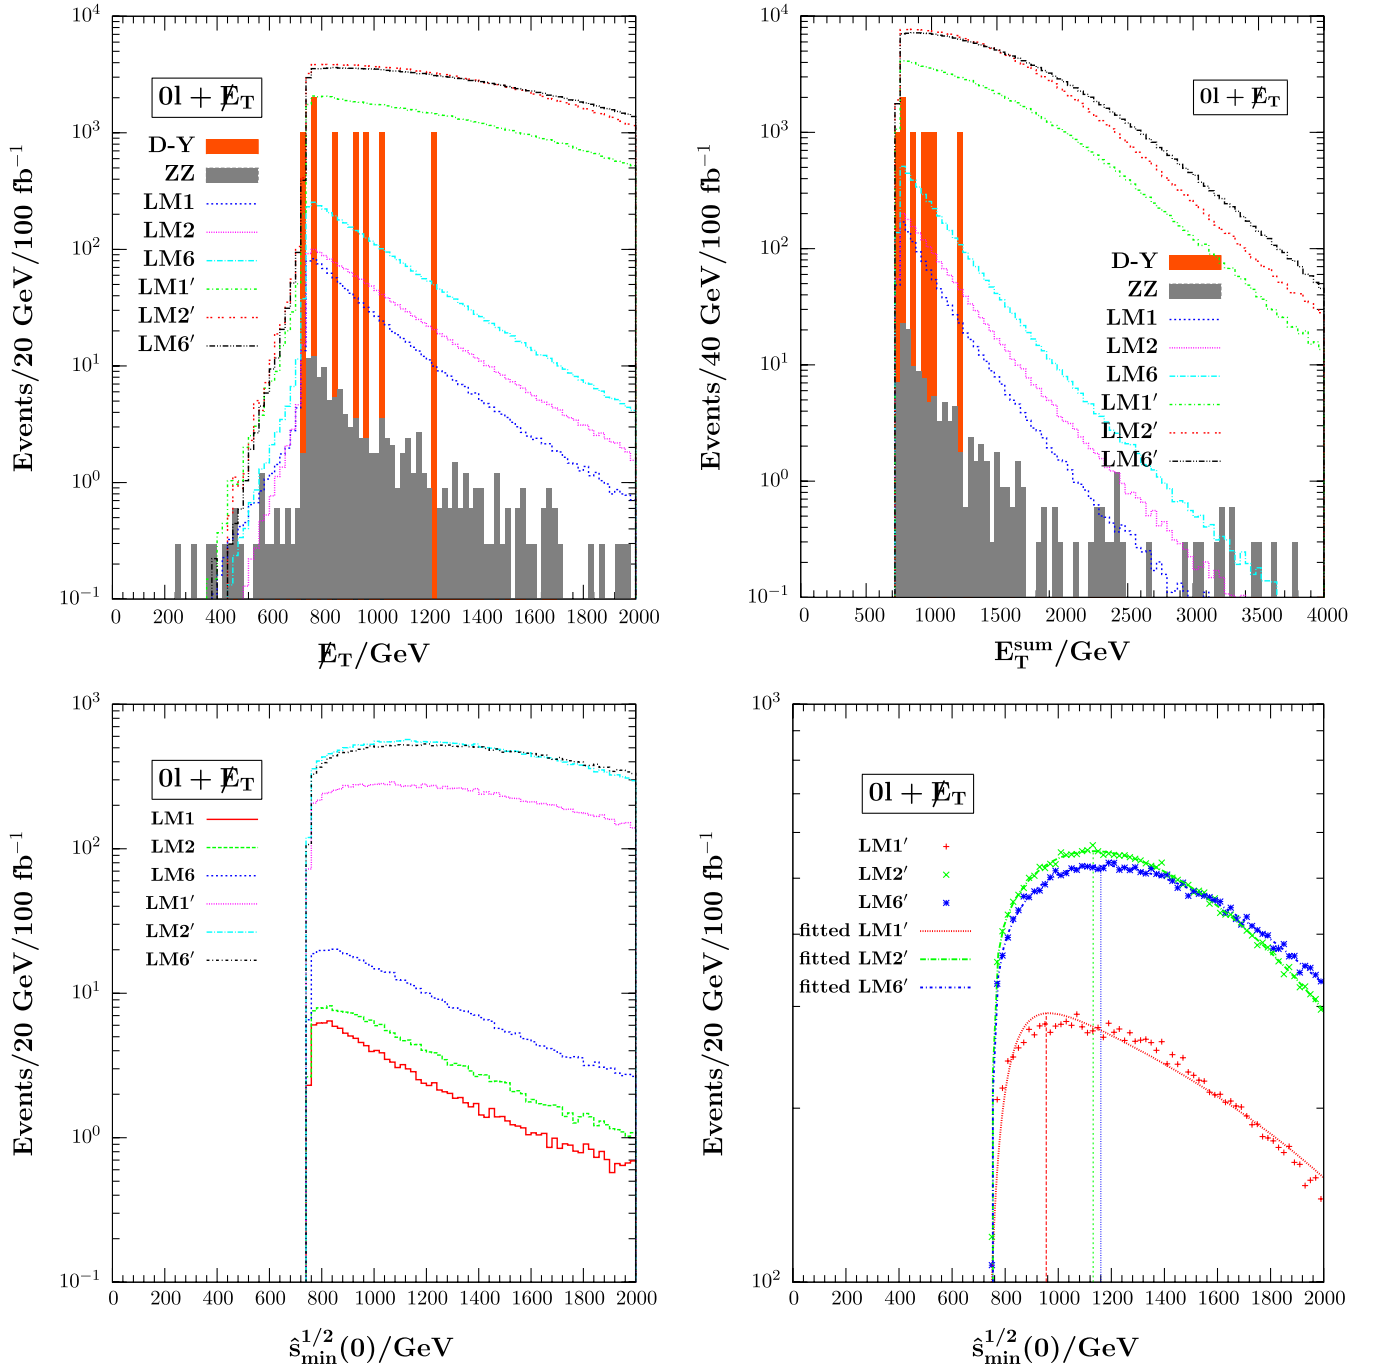 10⁴
10³
10²
10¹
10⁰
10⁻¹
0 200 400 600 800 1000 1200 1400 1600 1800 2000
Events/20 GeV/100 fb⁻¹
E̸_T/GeV
0l + E̸_T
D-Y
ZZ
LM1
LM2
LM6
LM1′
LM2′
LM6′
10⁴
10³
10²
10¹
10⁰
10⁻¹
0 500 1000 1500 2000 2500 3000 3500 4000
Events/40 GeV/100 fb⁻¹
E_T^sum/GeV
0l + E̸_T
D-Y
ZZ
LM1
LM2
LM6
LM1′
LM2′
LM6′
10³
10²
10¹
10⁰
10⁻¹
0 200 400 600 800 1000 1200 1400 1600 1800 2000
Events/20 GeV/100 fb⁻¹
ŝ_min^1/2(0)/GeV
0l + E̸_T
LM1
LM2
LM6
LM1′
LM2′
LM6′
10³
10²
0 200 400 600 800 1000 1200 1400 1600 1800 2000
Events/20 GeV/100 fb⁻¹
ŝ_min^1/2(0)/GeV
0l + E̸_T
LM1′
LM2′
LM6′
fitted LM1′
fitted LM2′
fitted LM6′